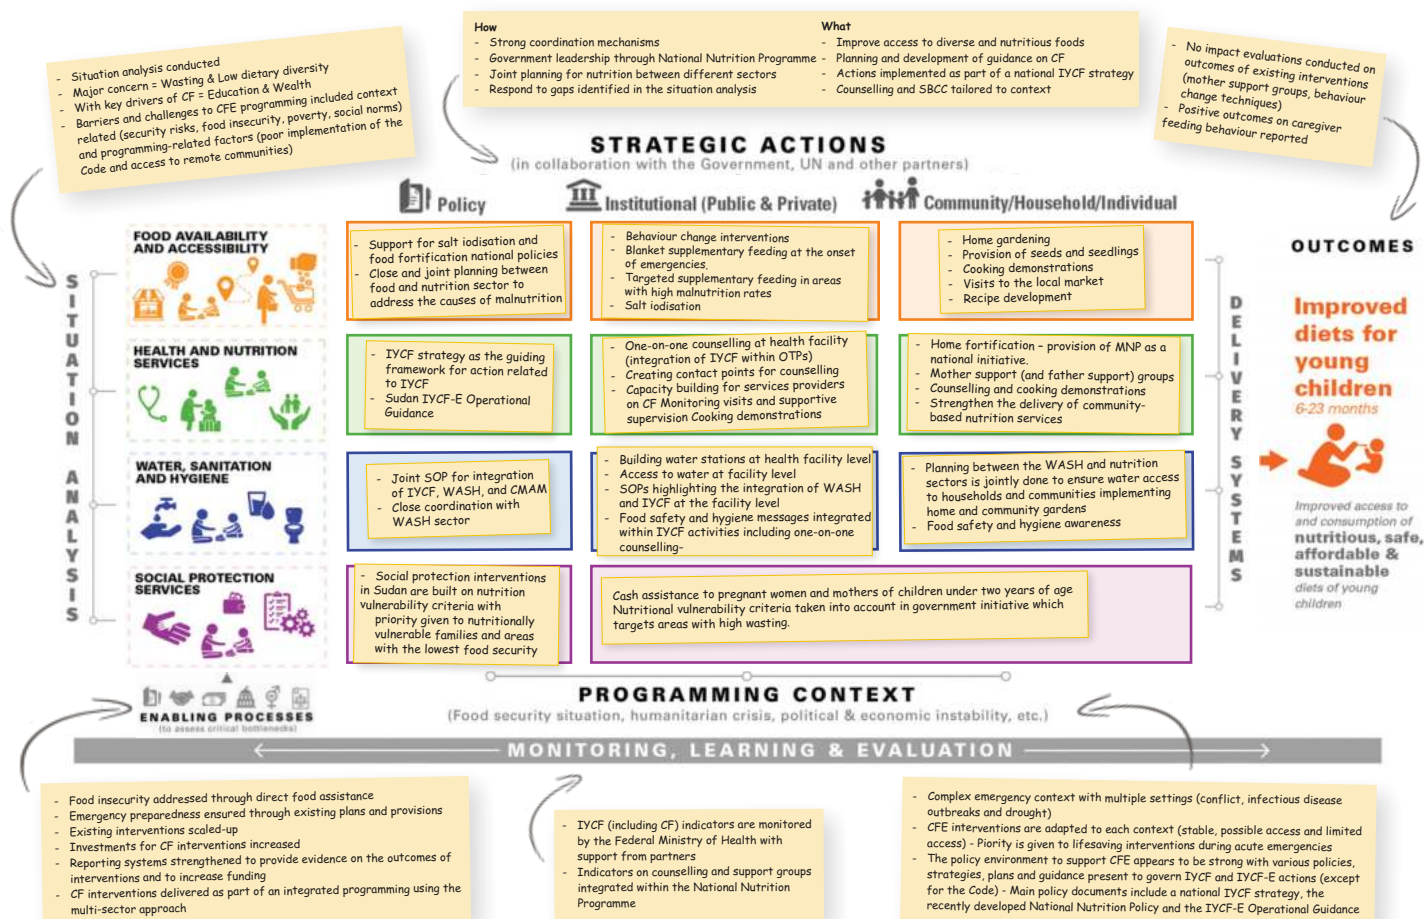 - Situation analysis conducted
- Major concern = Wasting & Low dietary diversity
- With key drivers of CF = Education & Wealth
- Barriers and challenges to CFE programming included context
related (security risks, food insecurity, poverty, social norms)
and programming-related factors (poor implementation of the
Code and access to remote communities)
How
- Strong coordination mechanisms
- Government leadership through National Nutrition Programme
- Joint planning for nutrition between different sectors
- Respond to gaps identified in the situation analysis
What
- Improve access to diverse and nutritious foods
- Planning and development of guidance on CF
- Actions implemented as part of a national IYCF strategy
- Counselling and SBCC tailored to context
- No impact evaluations conducted on
outcomes of existing interventions
(mother support groups, behaviour
change techniques)
- Positive outcomes on caregiver
feeding behaviour reported
STRATEGIC ACTIONS
(in collaboration with the Government, UN and other partners)
Policy
Institutional (Public & Private)
Community/Household/Individual
SITUATION ANALYSIS
FOOD AVAILABILITY
AND ACCESSIBILITY
- Support for salt iodisation and
food fortification national policies
- Close and joint planning between
food and nutrition sector to
address the causes of malnutrition
- Behaviour change interventions
- Blanket supplementary feeding at the onset
of emergencies,
- Targeted supplementary feeding in areas
with high malnutrition rates
- Salt iodisation
- Home gardening
- Provision of seeds and seedlings
- Cooking demonstrations
- Visits to the local market
- Recipe development
HEALTH AND NUTRITION
SERVICES
- IYCF strategy as the guiding
framework for action related
to IYCF
- Sudan IYCF-E Operational
Guidance
- One-on-one counselling at health facility
(integration of IYCF within OTPs)
- Creating contact points for counselling
- Capacity building for services providers
on CF Monitoring visits and supportive
supervision Cooking demonstrations
- Home fortification – provision of MNP as a
national initiative.
- Mother support (and father support) groups
- Counselling and cooking demonstrations
- Strengthen the delivery of community-
based nutrition services
WATER, SANITATION
AND HYGIENE
- Joint SOP for integration
of IYCF, WASH, and CMAM
- Close coordination with
WASH sector
- Building water stations at health facility level
- Access to water at facility level
- SOPs highlighting the integration of WASH
and IYCF at the facility level
- Food safety and hygiene messages integrated
within IYCF activities including one-on-one
counselling-
- Planning between the WASH and nutrition
sectors is jointly done to ensure water access
to households and communities implementing
home and community gardens
- Food safety and hygiene awareness
SOCIAL PROTECTION
SERVICES
- Social protection interventions
in Sudan are built on nutrition
vulnerability criteria with
priority given to nutritionally
vulnerable families and areas
with the lowest food security
Cash assistance to pregnant women and mothers of children under two years of age
Nutritional vulnerability criteria taken into account in government initiative which
targets areas with high wasting.
DELIVERY SYSTEMS
OUTCOMES
Improved
diets for
young
children
6-23 months
Improved access to
and consumption of
nutritious, safe,
affordable &
sustainable
diets of young
children
ENABLING PROCESSES
(to assess critical bottlenecks)
PROGRAMMING CONTEXT
(Food security situation, humanitarian crisis, political & economic instability, etc.)
MONITORING, LEARNING & EVALUATION
- Food insecurity addressed through direct food assistance
- Emergency preparedness ensured through existing plans and provisions
- Existing interventions scaled-up
- Investments for CF interventions increased
- Reporting systems strengthened to provide evidence on the outcomes of
interventions and to increase funding
- CF interventions delivered as part of an integrated programming using the
multi-sector approach
- IYCF (including CF) indicators are monitored
by the Federal Ministry of Health with
support from partners
- Indicators on counselling and support groups
integrated within the National Nutrition
Programme
- Complex emergency context with multiple settings (conflict, infectious disease
outbreaks and drought)
- CFE interventions are adapted to each context (stable, possible access and limited
access) - Piority is given to lifesaving interventions during acute emergencies
- The policy environment to support CFE appears to be strong with various policies,
strategies, plans and guidance present to govern IYCF and IYCF-E actions (except
for the Code) - Main policy documents include a national IYCF strategy, the
recently developed National Nutrition Policy and the IYCF-E Operational Guidance